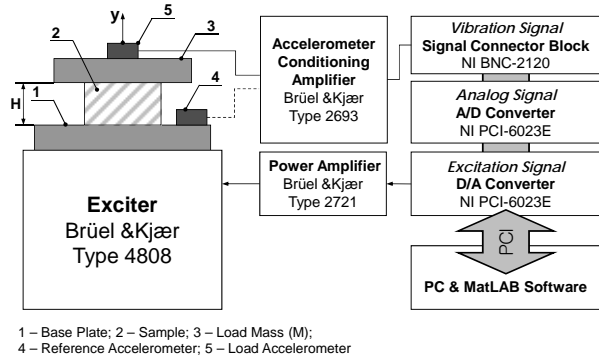 y
5
2
3
4
H
1
Accelerometer
Conditioning
Amplifier
Brüel &Kjær
Type 2693
Vibration Signal
Signal Connector Block
NI BNC-2120
Analog Signal
A/D Converter
NI PCI-6023E
Exciter
Brüel &Kjær
Type 4808
Power Amplifier
Brüel &Kjær
Type 2721
Excitation Signal
D/A Converter
NI PCI-6023E
PCI
PC & MatLAB Software
1 – Base Plate; 2 – Sample; 3 – Load Mass (M);
4 – Reference Accelerometer; 5 – Load Accelerometer